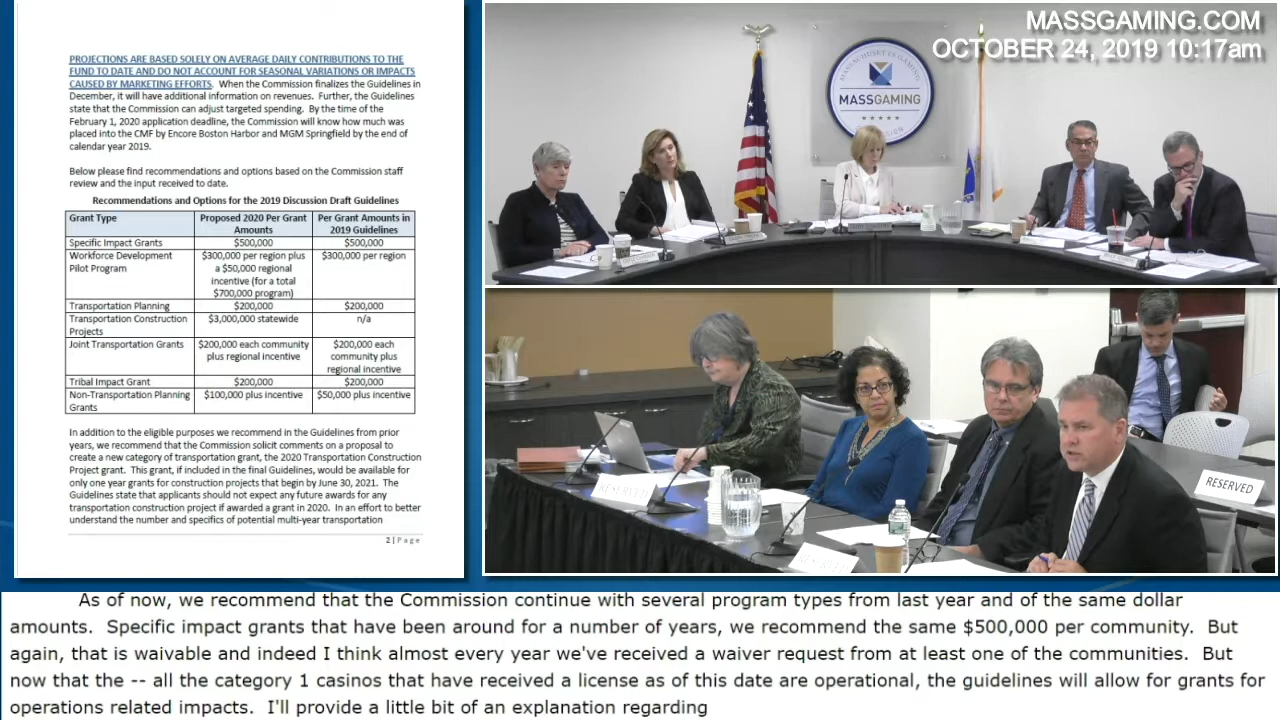 PROJECTIONS ARE BASED SOLELY ON AVERAGE DAILY CONTRIBUTIONS TO THE
FUND TO DATE AND DO NOT ACCOUNT FOR SEASONAL VARIATIONS OR IMPACTS
CAUSED BY MARKETING EFFORTS. When the Commission finalizes the Guidelines in
December, it will have additional information on revenues. Further, the Guidelines
state that the Commission can adjust targeted spending. By the time of the
February 1, 2020 application deadline, the Commission will know how much was
placed into the CMF by Encore Boston Harbor and MGM Springfield by the end of
calendar year 2019.
Below please find recommendations and options based on the Commission staff
review and the input received to date.
Recommendations and Options for the 2019 Discussion Draft Guidelines
Grant Type | Proposed 2020 Per Grant Amounts | Per Grant Amounts in 2019 Guidelines
Specific Impact Grants | $500,000 | $500,000
Workforce Development Pilot Program | $300,000 per region plus a $50,000 regional incentive (for a total $700,000 program) | $300,000 per region
Transportation Planning | $200,000 | $200,000
Transportation Construction Projects | $3,000,000 statewide | n/a
Joint Transportation Grants | $200,000 each community plus regional incentive | $200,000 each community plus regional incentive
Tribal Impact Grant | $200,000 | $200,000
Non-Transportation Planning Grants | $100,000 plus incentive | $50,000 plus incentive
In addition to the eligible purposes we recommend in the Guidelines from prior
years, we recommend that the Commission solicit comments on a proposal to
create a new category of transportation grant, the 2020 Transportation Construction
Project grant. This grant, if included in the final Guidelines, would be available for
only one year grants for construction projects that begin by June 30, 2021. The
Guidelines state that applicants should not expect any future awards for any
transportation construction project if awarded a grant in 2020. In an effort to better
understand the number and specifics of potential multi-year transportation
2 | Page
MASSGAMING.COM
OCTOBER 24, 2019 10:17am
MASSGAMING
RESERVED
RESERVED
RESERVED
As of now, we recommend that the Commission continue with several program types from last year and of the same dollar
amounts. Specific impact grants that have been around for a number of years, we recommend the same $500,000 per community. But
again, that is waivable and indeed I think almost every year we've received a waiver request from at least one of the communities. But
now that the -- all the category 1 casinos that have received a license as of this date are operational, the guidelines will allow for grants for
operations related impacts. I'll provide a little bit of an explanation regarding